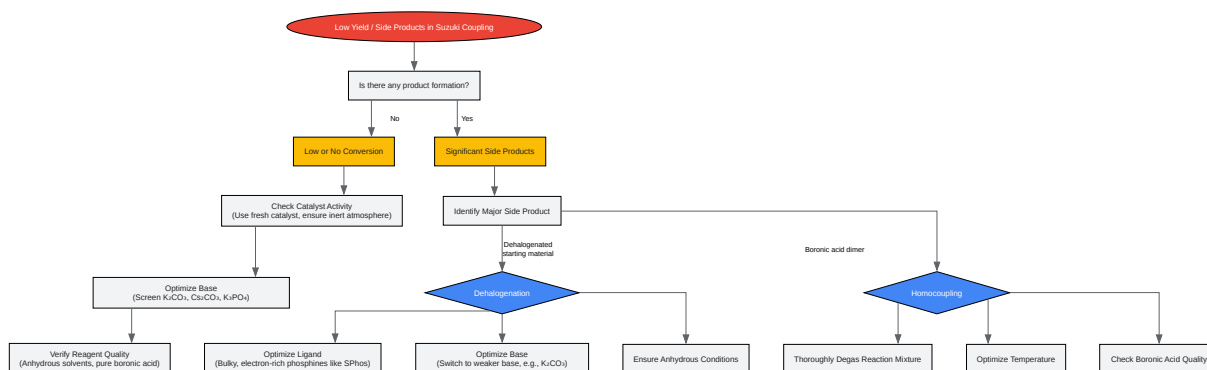 Low Yield / Side Products in Suzuki Coupling
Is there any product formation?
No
Yes
Low or No Conversion
Significant Side Products
Check Catalyst Activity
(Use fresh catalyst, ensure inert atmosphere)
Identify Major Side Product
Dehalogenated
starting material
Boronic acid dimer
Optimize Base
(Screen K₂CO₃, Cs₂CO₃, K₃PO₄)
Dehalogenation
Homocoupling
Verify Reagent Quality
(Anhydrous solvents, pure boronic acid)
Optimize Ligand
(Bulky, electron-rich phosphines like SPhos)
Optimize Base
(Switch to weaker base, e.g., K₂CO₃)
Ensure Anhydrous Conditions
Thoroughly Degas Reaction Mixture
Optimize Temperature
Check Boronic Acid Quality